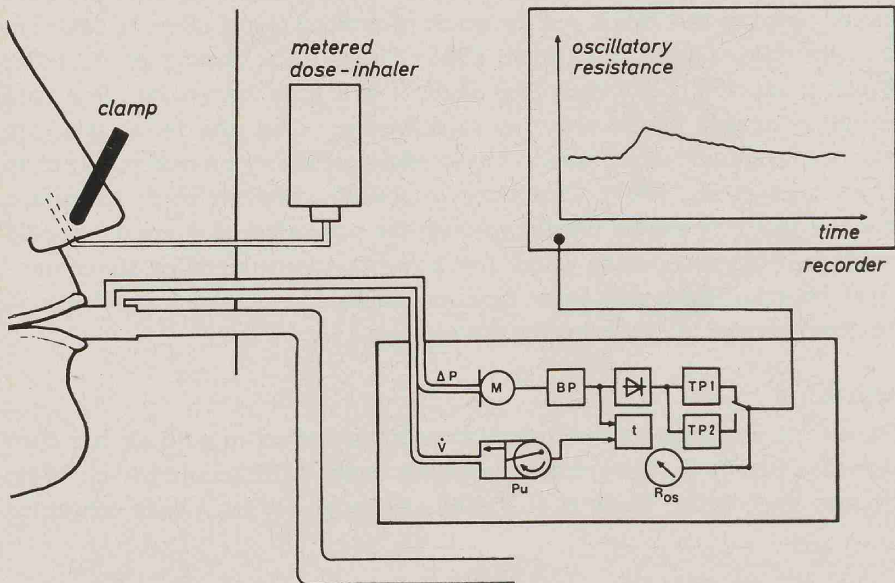 metered
dose-inhaler
clamp
oscillatory
resistance
time
recorder
ΔP
M
BP
TP1
t
TP2
V̇
Pu
Ros